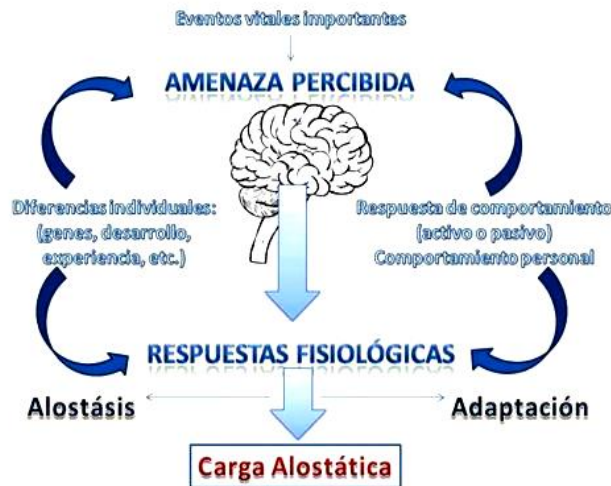 Eventos vitales importantes
AMENAZA PERCIBIDA
Diferencias individuales:
(genes, desarrollo,
experiencia, etc.)
Respuesta de comportamiento
(activo o pasivo)
Comportamiento personal
RESPUESTAS FISIOLÓGICAS
Alostásis
Adaptación
Carga Alostática